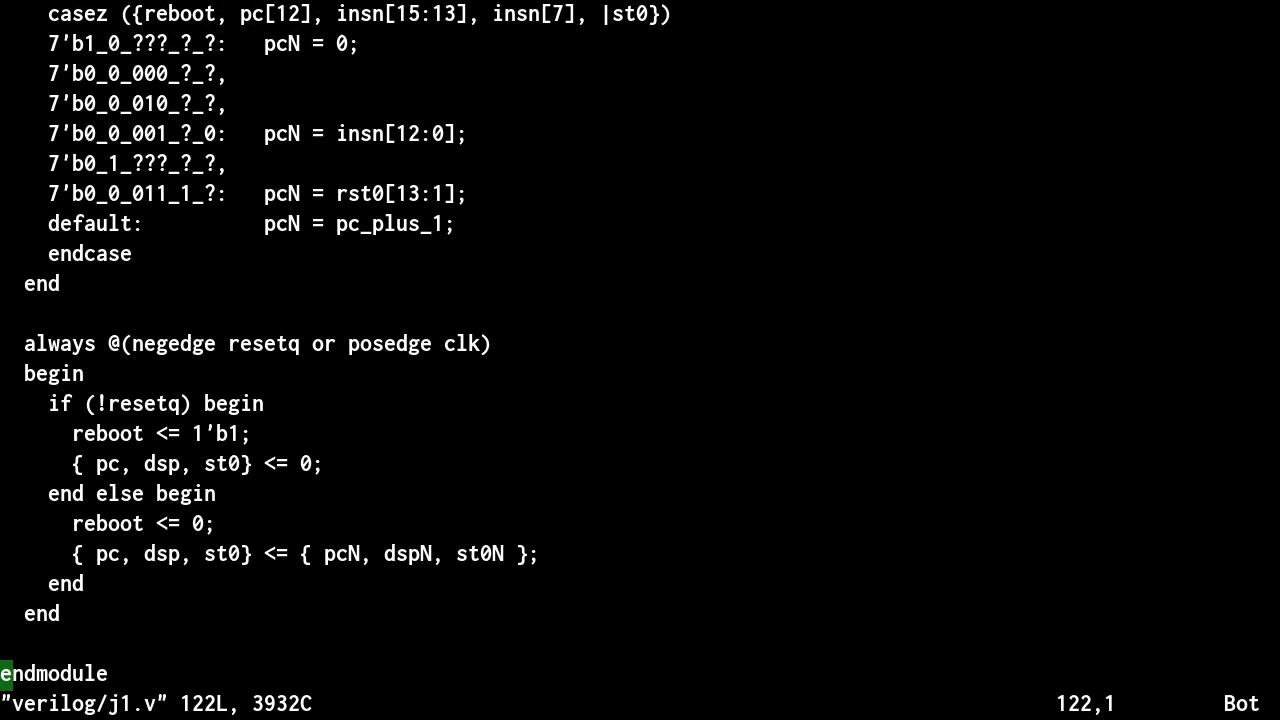 casez ({reboot, pc[12], insn[15:13], insn[7], |st0})
7'b1_0_???_?_?:   pcN = 0;
7'b0_0_000_?_?,
7'b0_0_010_?_?,
7'b0_0_001_?_0:   pcN = insn[12:0];
7'b0_1_???_?_?,
7'b0_0_011_1_?:   pcN = rst0[13:1];
default:          pcN = pc_plus_1;
endcase
end
always @(negedge resetq or posedge clk)
begin
if (!resetq) begin
reboot <= 1'b1;
{ pc, dsp, st0} <= 0;
end else begin
reboot <= 0;
{ pc, dsp, st0} <= { pcN, dspN, st0N };
end
end
endmodule
"verilog/j1.v" 122L, 3932C 122,1 Bot